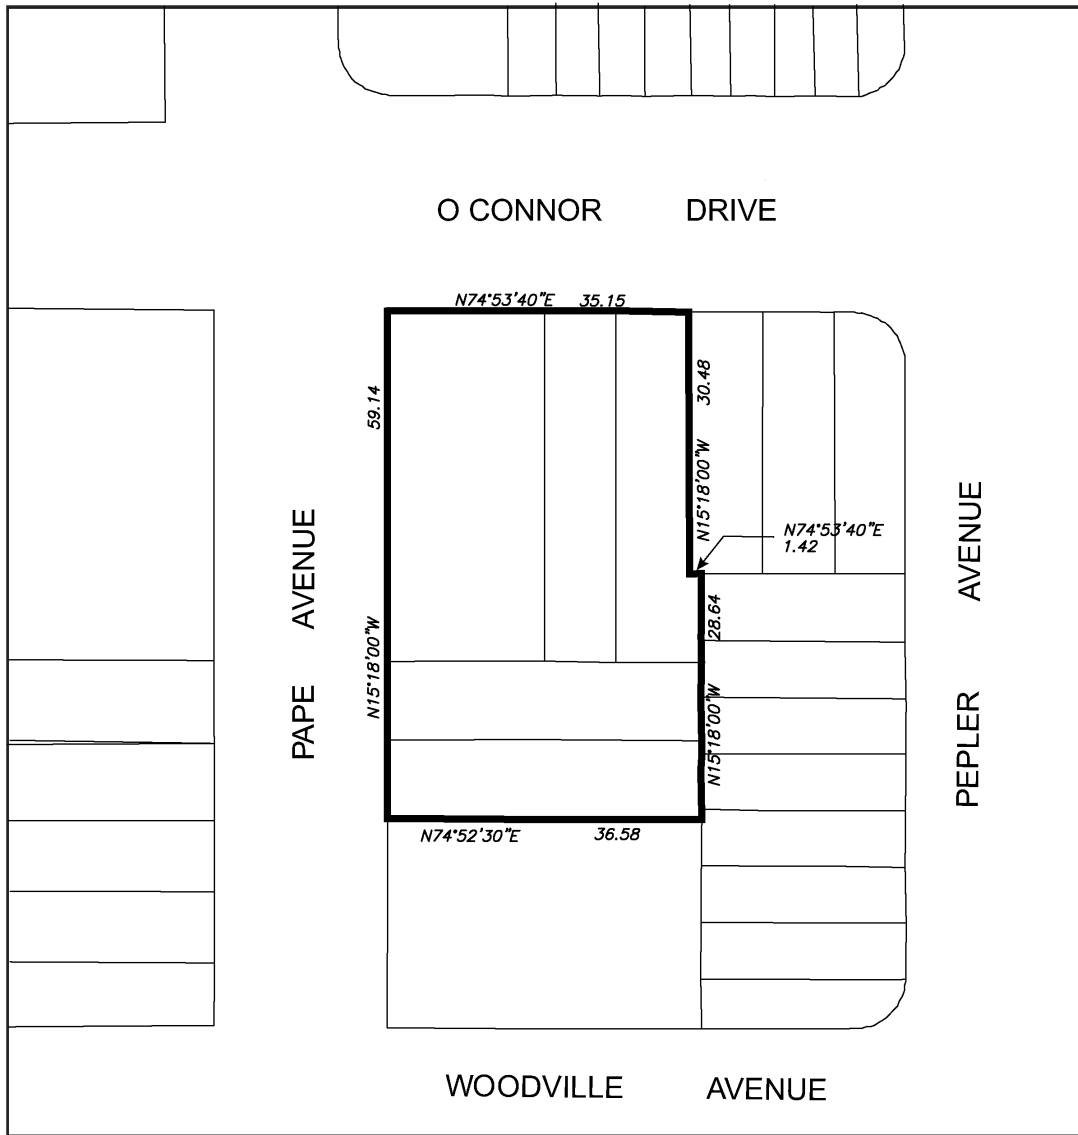 O CONNOR DRIVE
N74°53'40"E 35.15
59.14
30.48
N15°18'00"W
N74°53'40"E
1.42
PAPE AVENUE
N15°18'00"W
28.64
N15°18'00"W
PEPLER AVENUE
N74°52'30"E 36.58
WOODVILLE AVENUE